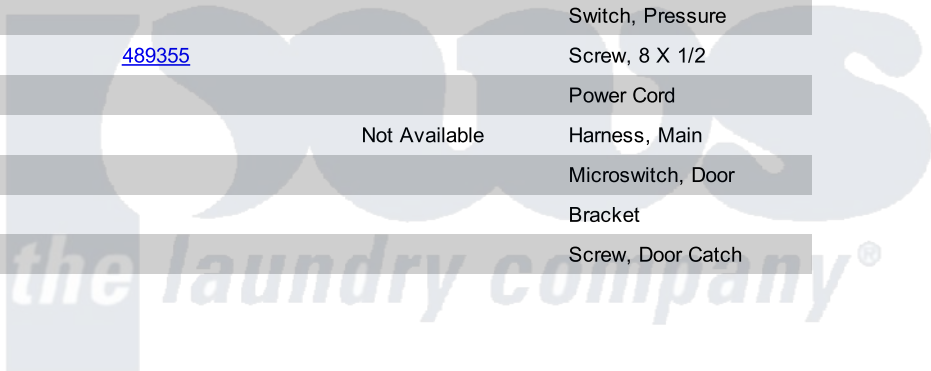 Switch, Pressure
489355 Screw, 8 X 1/2
Power Cord
Not Available Harness, Main
Microswitch, Door
Bracket
Screw, Door Catch
the laundry company®